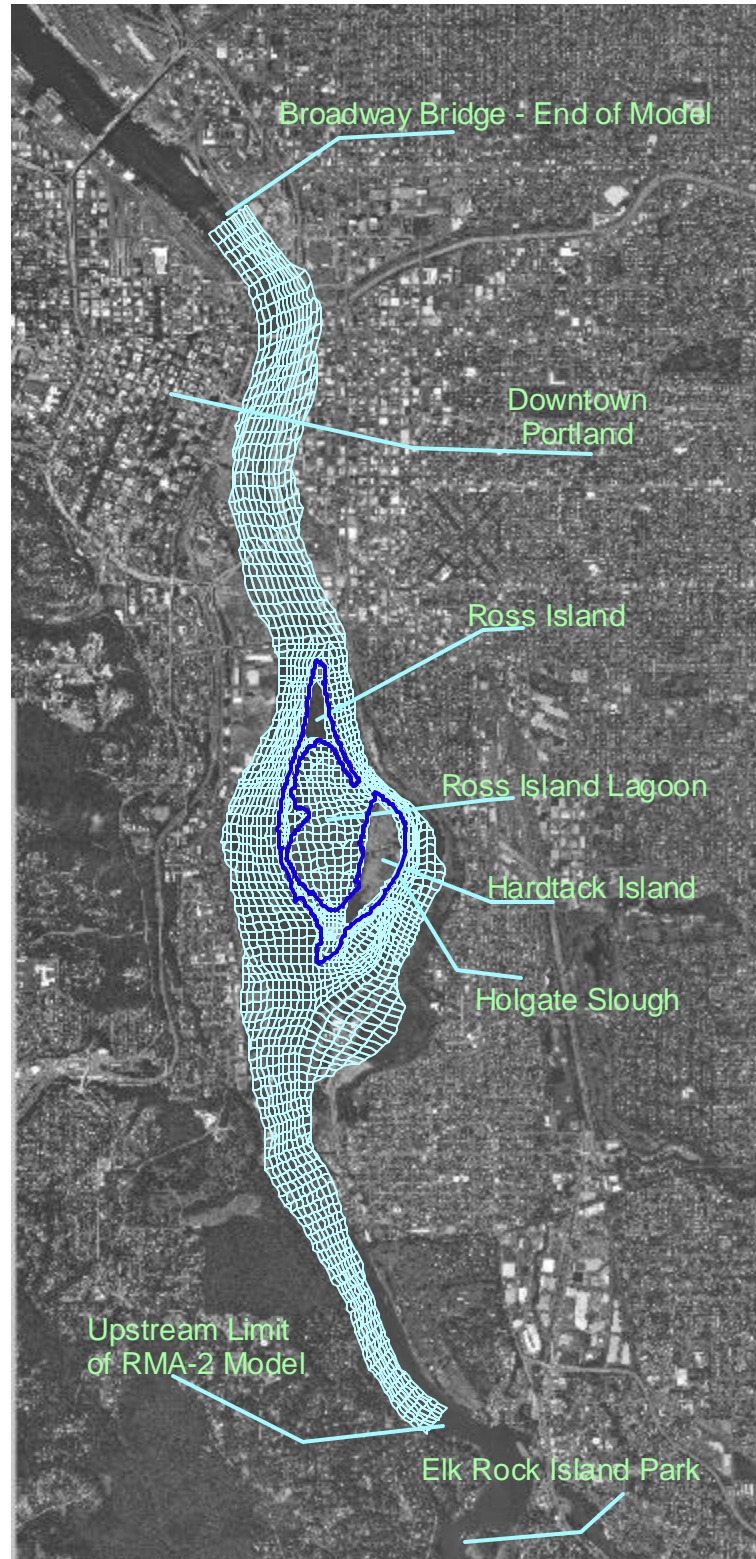 Broadway Bridge - End of Model
Downtown
Portland
Ross Island
Ross Island Lagoon
Hardtack Island
Holgate Slough
Upstream Limit
of RMA-2 Model
Elk Rock Island Park